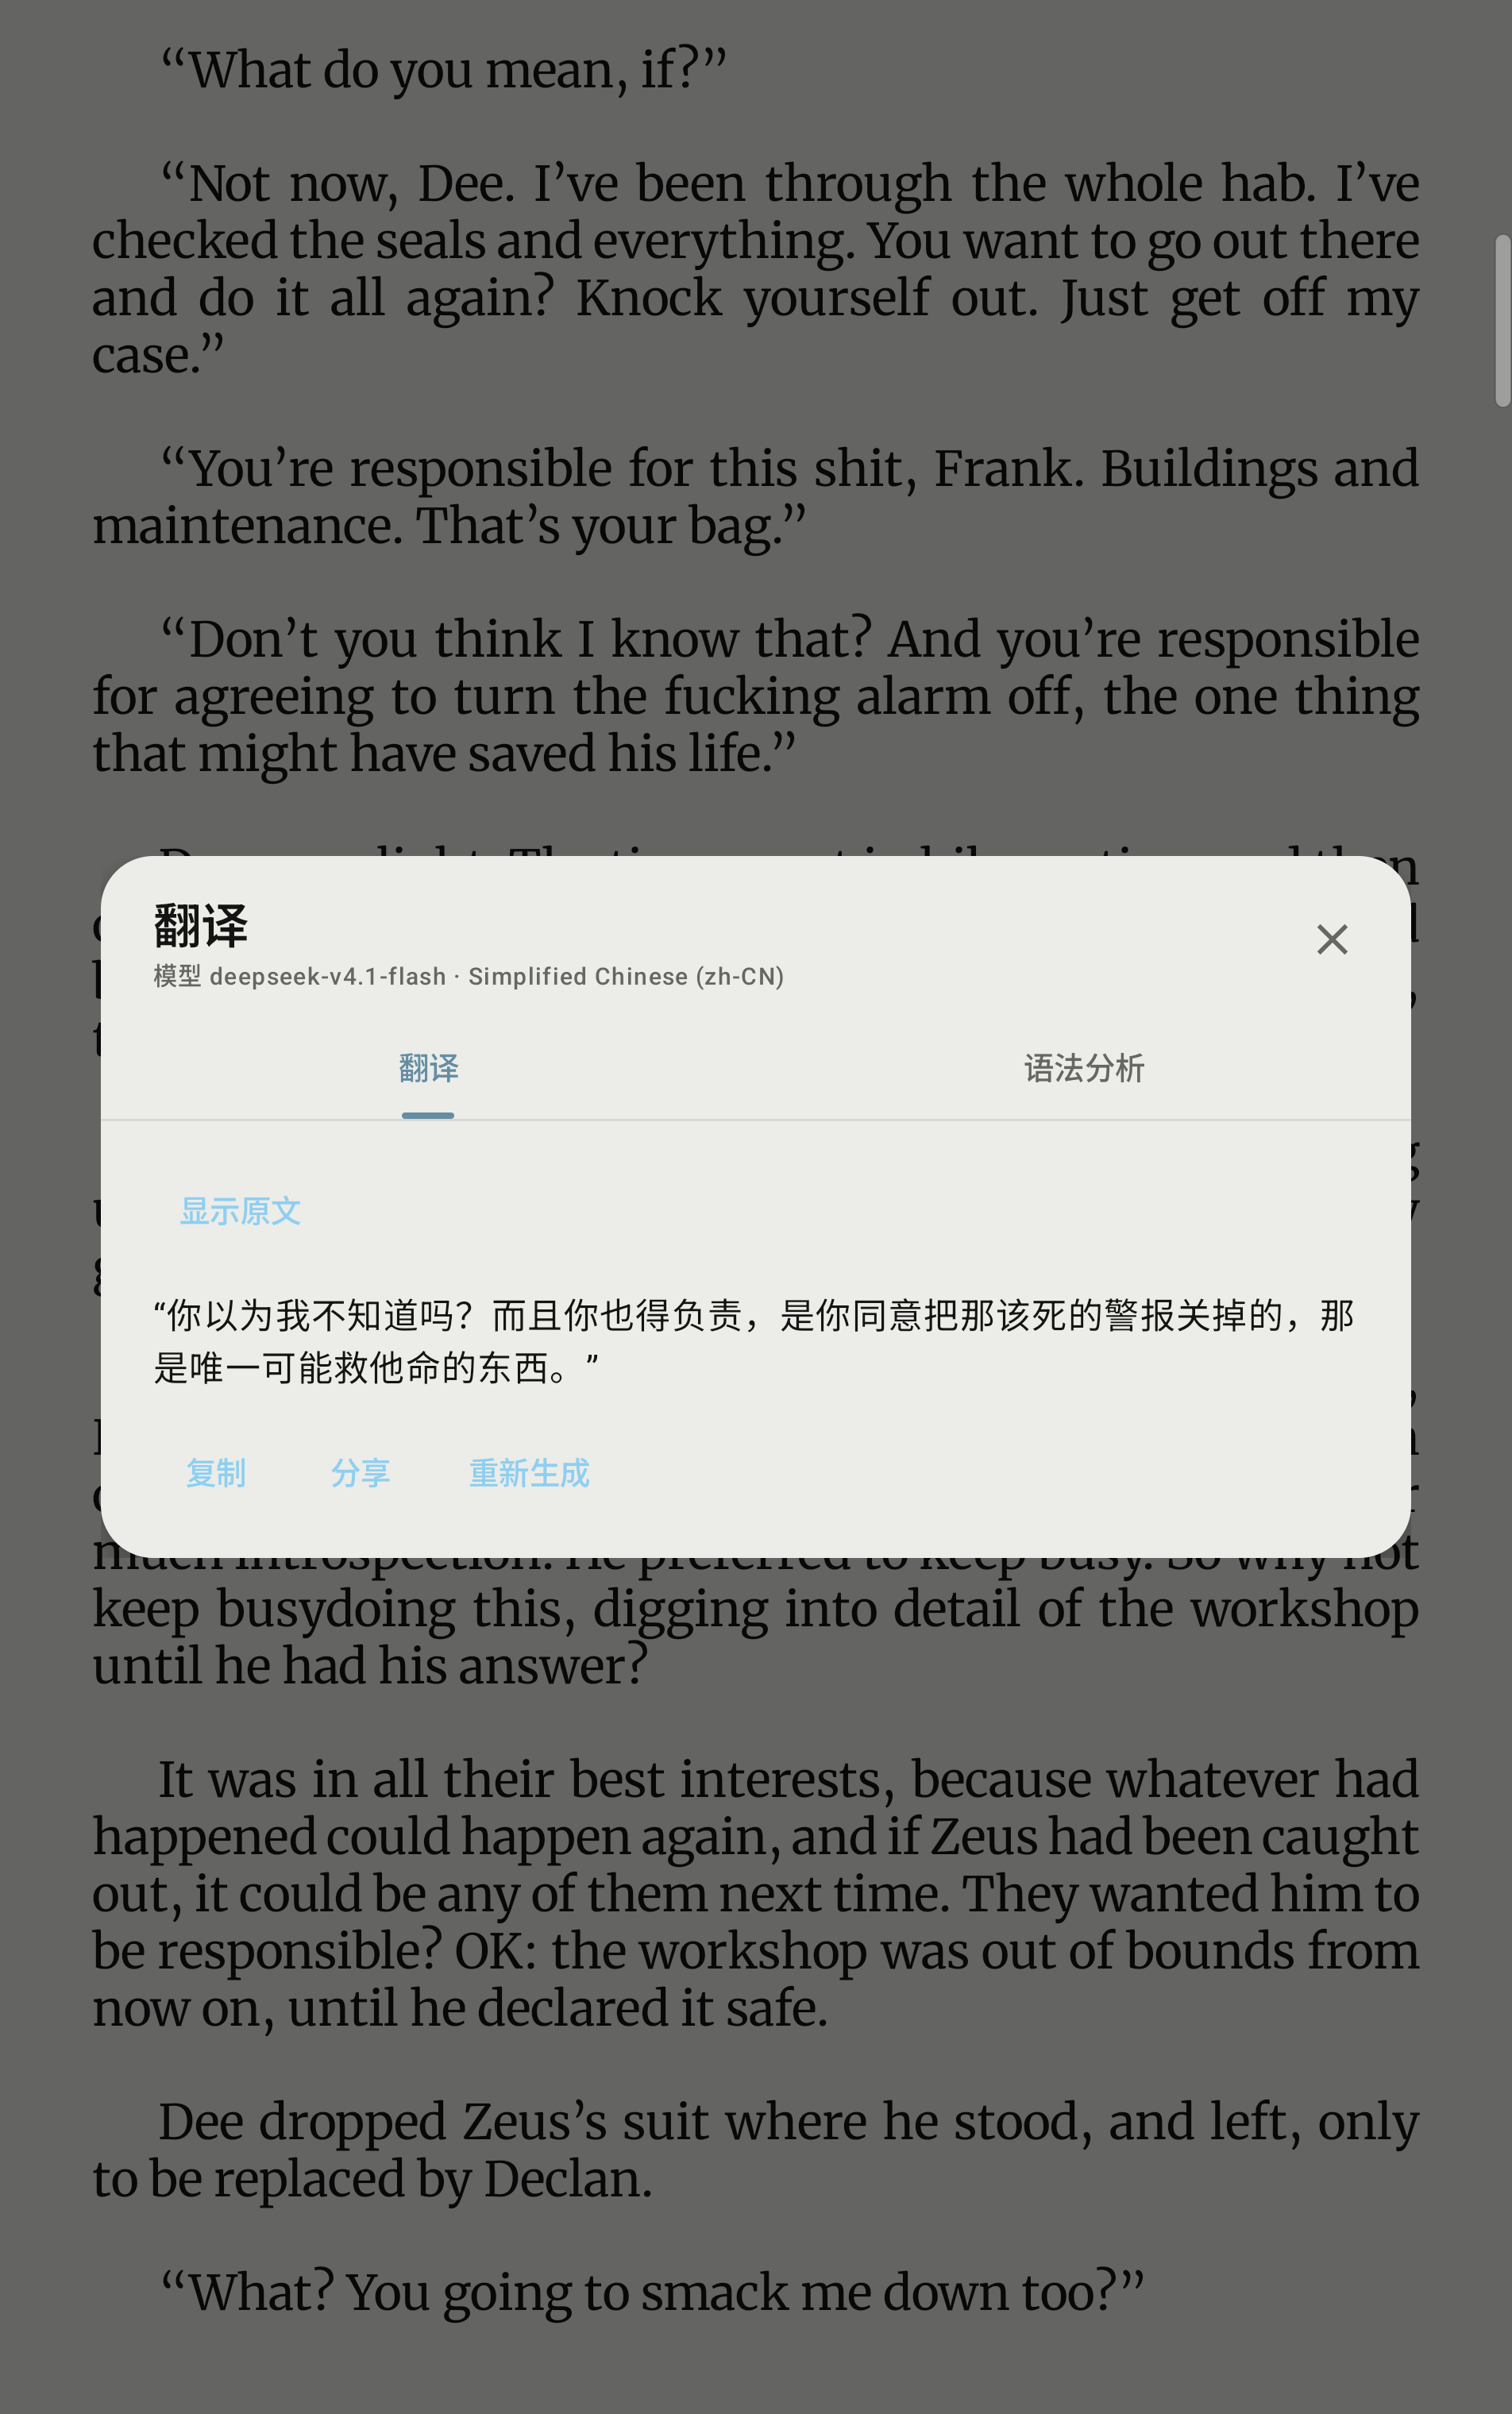 “What do you mean, if?”
“Not now, Dee. I’ve been through the whole hab. I’ve
checked the seals and everything. You want to go out there
and do it all again? Knock yourself out. Just get off my
case.”
“You’re responsible for this shit, Frank. Buildings and
maintenance. That’s your bag.”
“Don’t you think I know that? And you’re responsible
for agreeing to turn the fucking alarm off, the one thing
that might have saved his life.”
翻译
模型 deepseek-v4.1-flash · Simplified Chinese (zh-CN)
翻译 语法分析
显示原文
“你以为我不知道吗？而且你也得负责，是你同意把那该死的警报关掉的，那
是唯一可能救他命的东西。”
复制 分享 重新生成
much introspection. He preferred to keep busy. So why not
keep busydoing this, digging into detail of the workshop
until he had his answer?
It was in all their best interests, because whatever had
happened could happen again, and if Zeus had been caught
out, it could be any of them next time. They wanted him to
be responsible? OK: the workshop was out of bounds from
now on, until he declared it safe.
Dee dropped Zeus’s suit where he stood, and left, only
to be replaced by Declan.
“What? You going to smack me down too?”